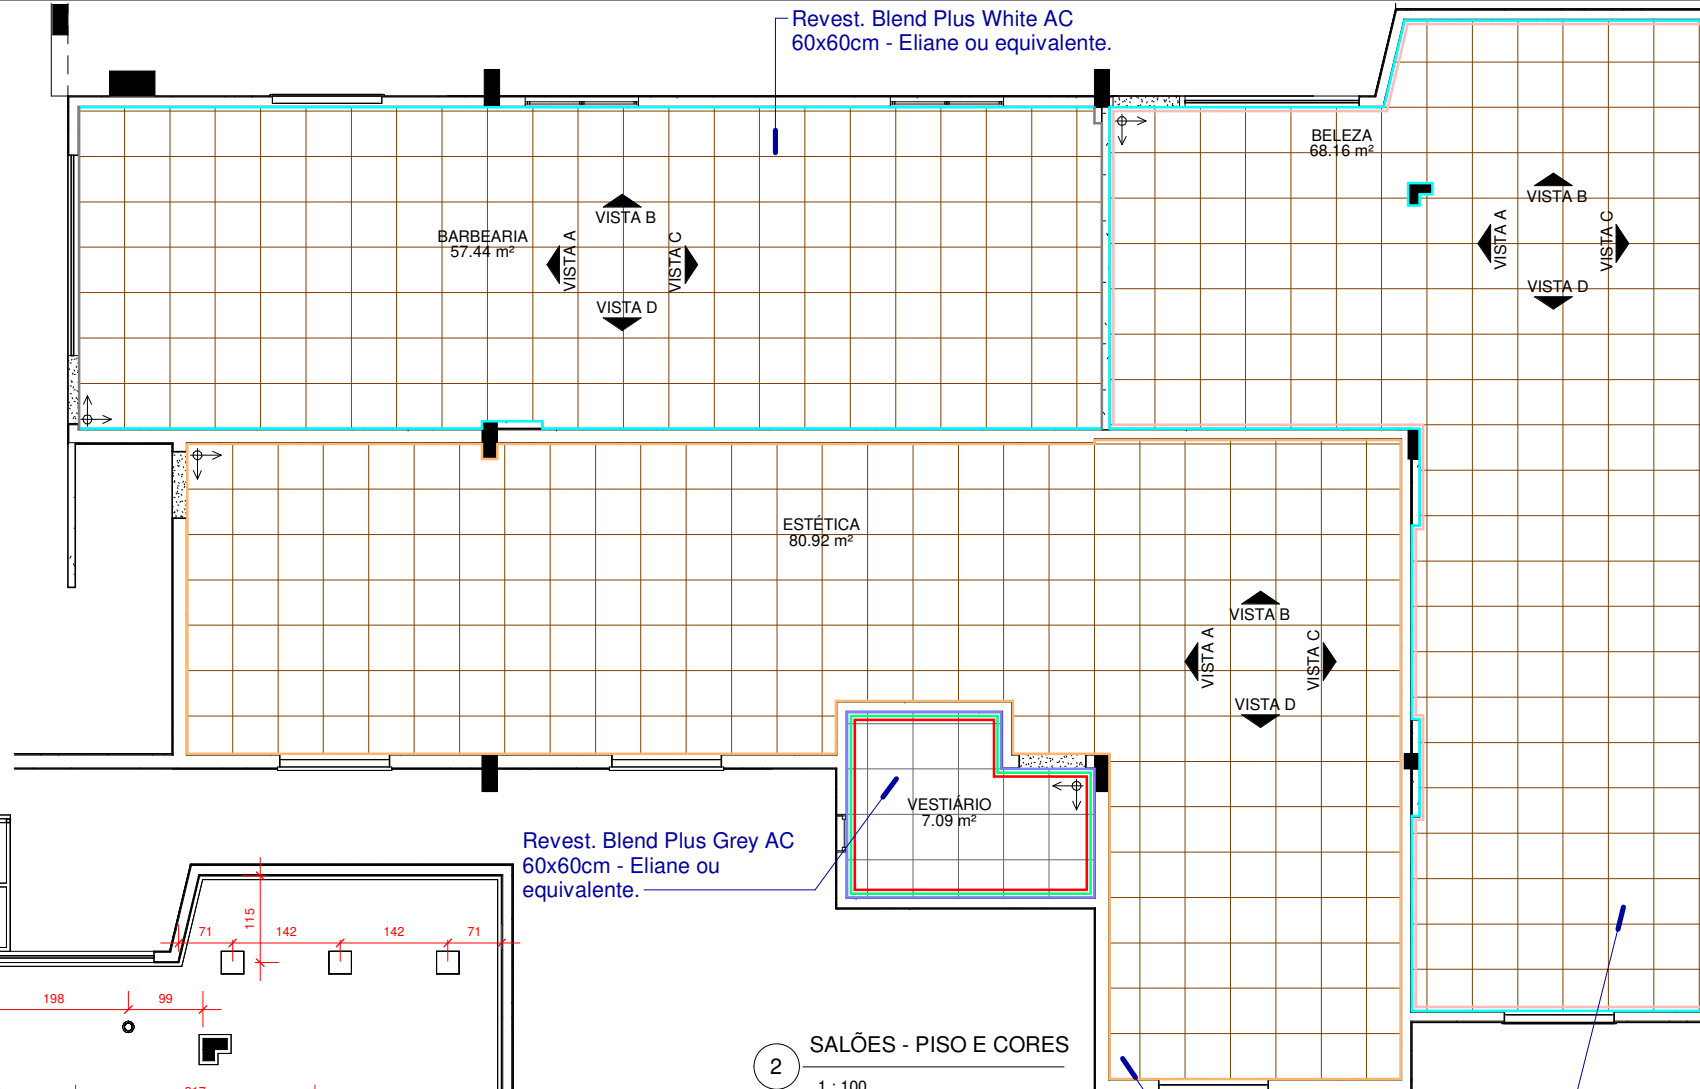 Revest. Blend Plus White AC
60x60cm - Eliane ou equivalente.
BELEZA
68.16 m²
VISTA B
VISTA A
VISTA C
VISTA D
BARBEARIA
57.44 m²
VISTA B
VISTA A
VISTA C
VISTA D
ESTÉTICA
80.92 m²
VISTA B
VISTA A
VISTA C
VISTA D
VESTIÁRIO
7.09 m²
Revest. Blend Plus Grey AC
60x60cm - Eliane ou
equivalente.
115
71
142
142
71
198
99
2
SALÕES - PISO E CORES
1 : 100